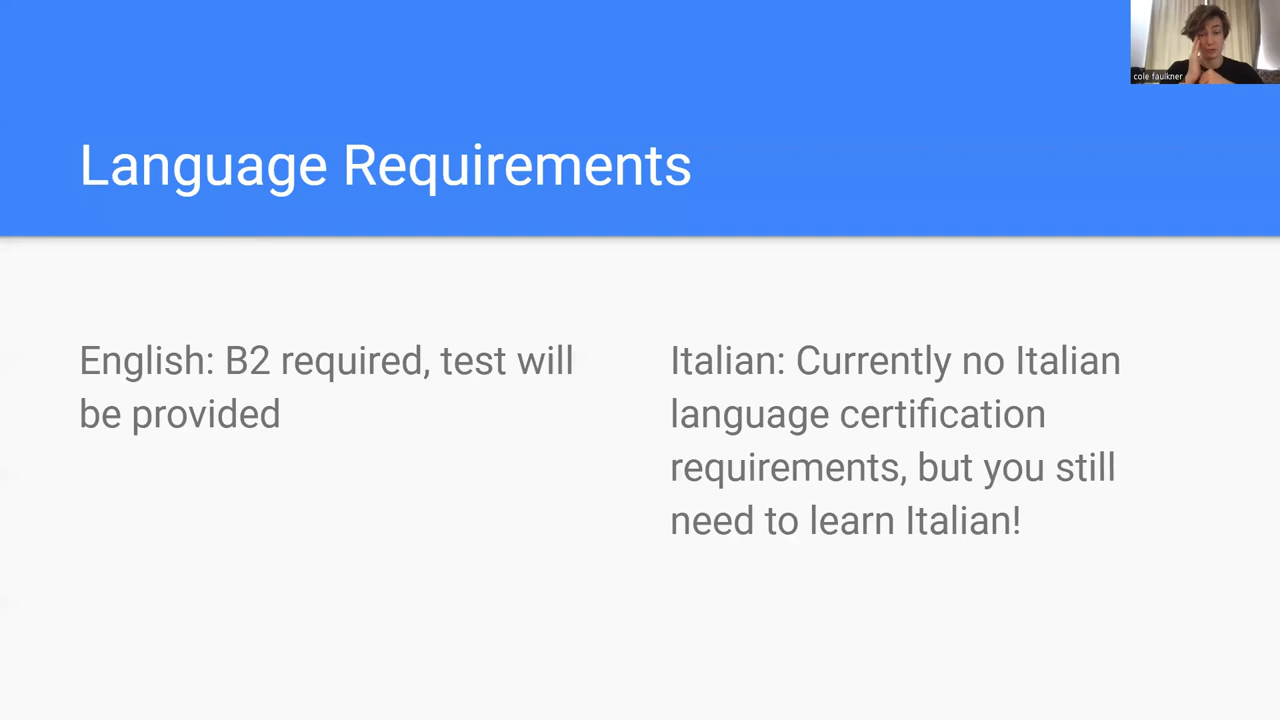 cole faulkner
Language Requirements
English: B2 required, test will
be provided
Italian: Currently no Italian
language certification
requirements, but you still
need to learn Italian!